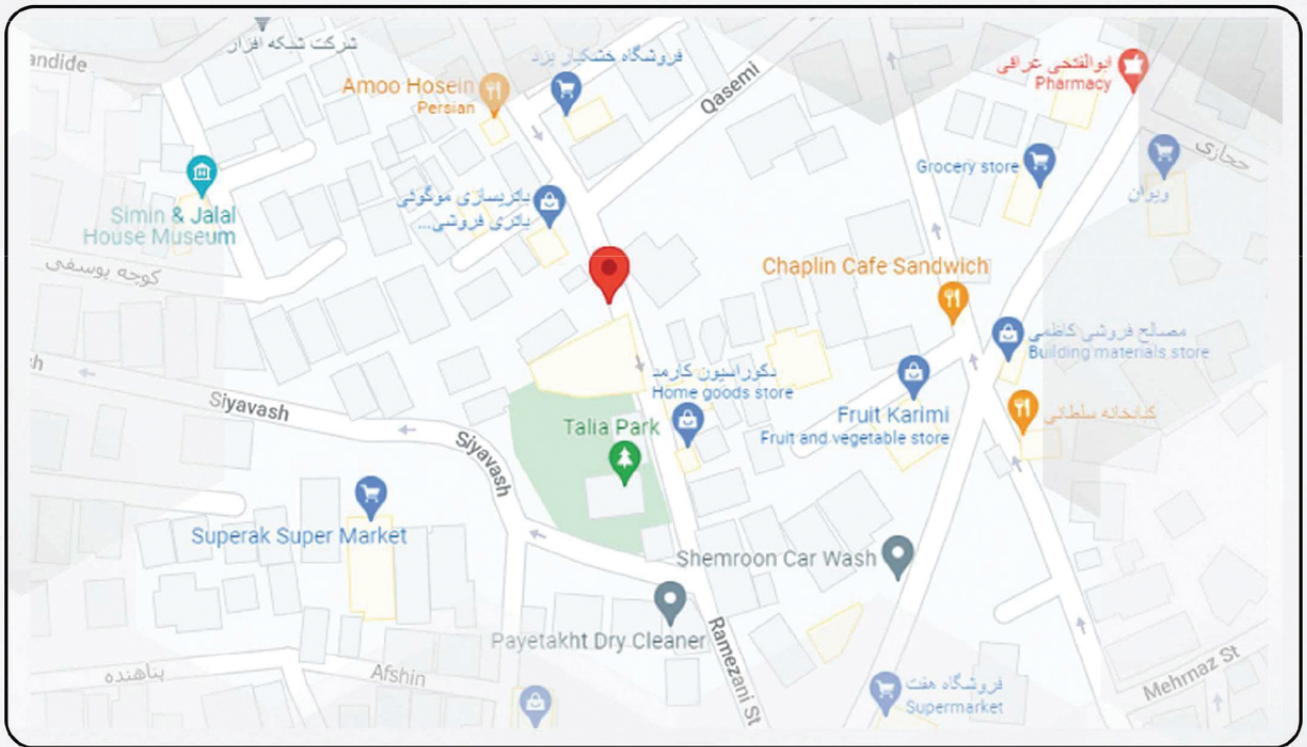 andide
شرکت شبکه افزار
فروشگاه خشکبار یزد
Amoo Hosein
Persian
Qasemi
ابوالفتحی عراقی
Pharmacy
Grocery store
حجازی
ویوان
Simin & Jalal
House Museum
باتریسازی موگوئی
باتری فروشی...
کوچه یوسفی
Chaplin Cafe Sandwich
مصالح فروشی کاظمی
Building materials store
دکوراسیون کارمد
Home goods store
Siyavash
Talia Park
Fruit Karimi
Fruit and vegetable store
کبابخانه سلطانی
Siyavash
Superak Super Market
Shemroon Car Wash
Payetakht Dry Cleaner
Ramezani St
پناهنده
Afshin
فروشگاه هفت
Supermarket
Mehrnaz St